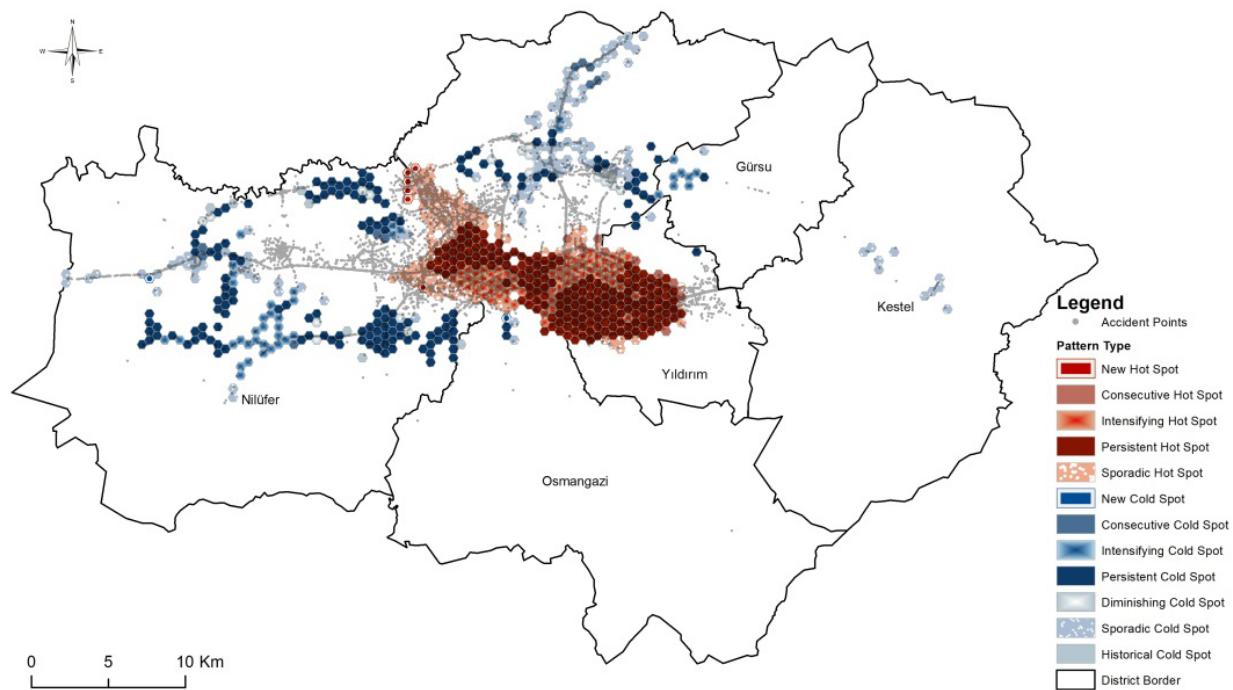 N
W E
S
Gürsu
Kestel
Yıldırım
Nilüfer
Osmangazi
Legend
Accident Points
Pattern Type
New Hot Spot
Consecutive Hot Spot
Intensifying Hot Spot
Persistent Hot Spot
Sporadic Hot Spot
New Cold Spot
Consecutive Cold Spot
Intensifying Cold Spot
Persistent Cold Spot
Diminishing Cold Spot
Sporadic Cold Spot
Historical Cold Spot
District Border
0 5 10 Km